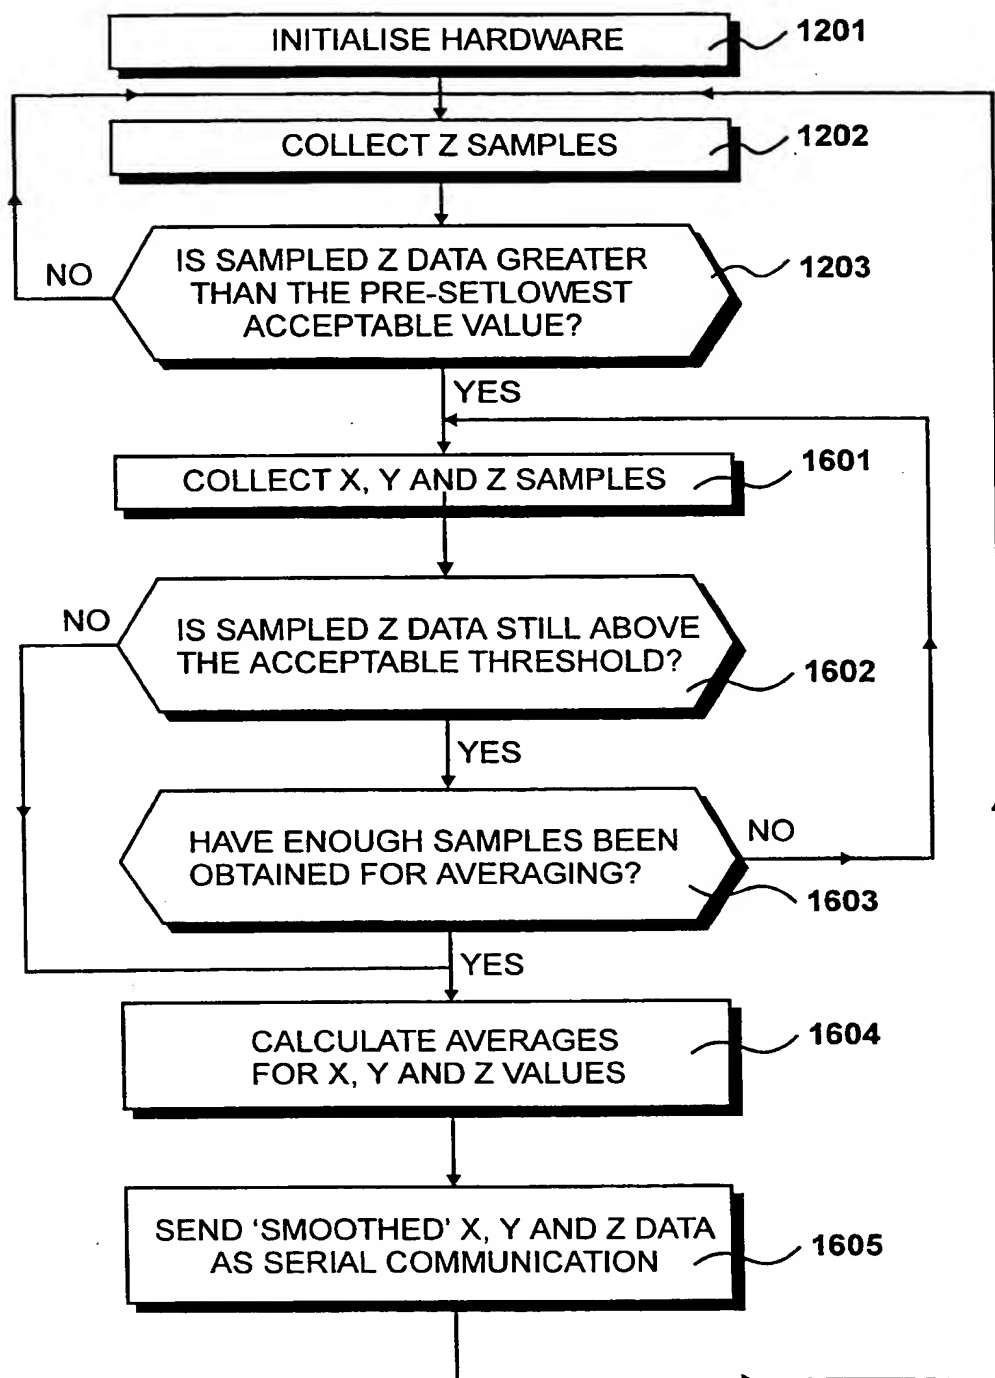 INITIALISE HARDWARE
1201
COLLECT Z SAMPLES
1202
IS SAMPLED Z DATA GREATER
THAN THE PRE-SETLOWEST
ACCEPTABLE VALUE?
1203
NO
YES
COLLECT X, Y AND Z SAMPLES
1601
NO
IS SAMPLED Z DATA STILL ABOVE
THE ACCEPTABLE THRESHOLD?
1602
YES
HAVE ENOUGH SAMPLES BEEN
OBTAINED FOR AVERAGING?
NO
1603
YES
CALCULATE AVERAGES
FOR X, Y AND Z VALUES
1604
SEND ‘SMOOTHED’ X, Y AND Z DATA
AS SERIAL COMMUNICATION
1605